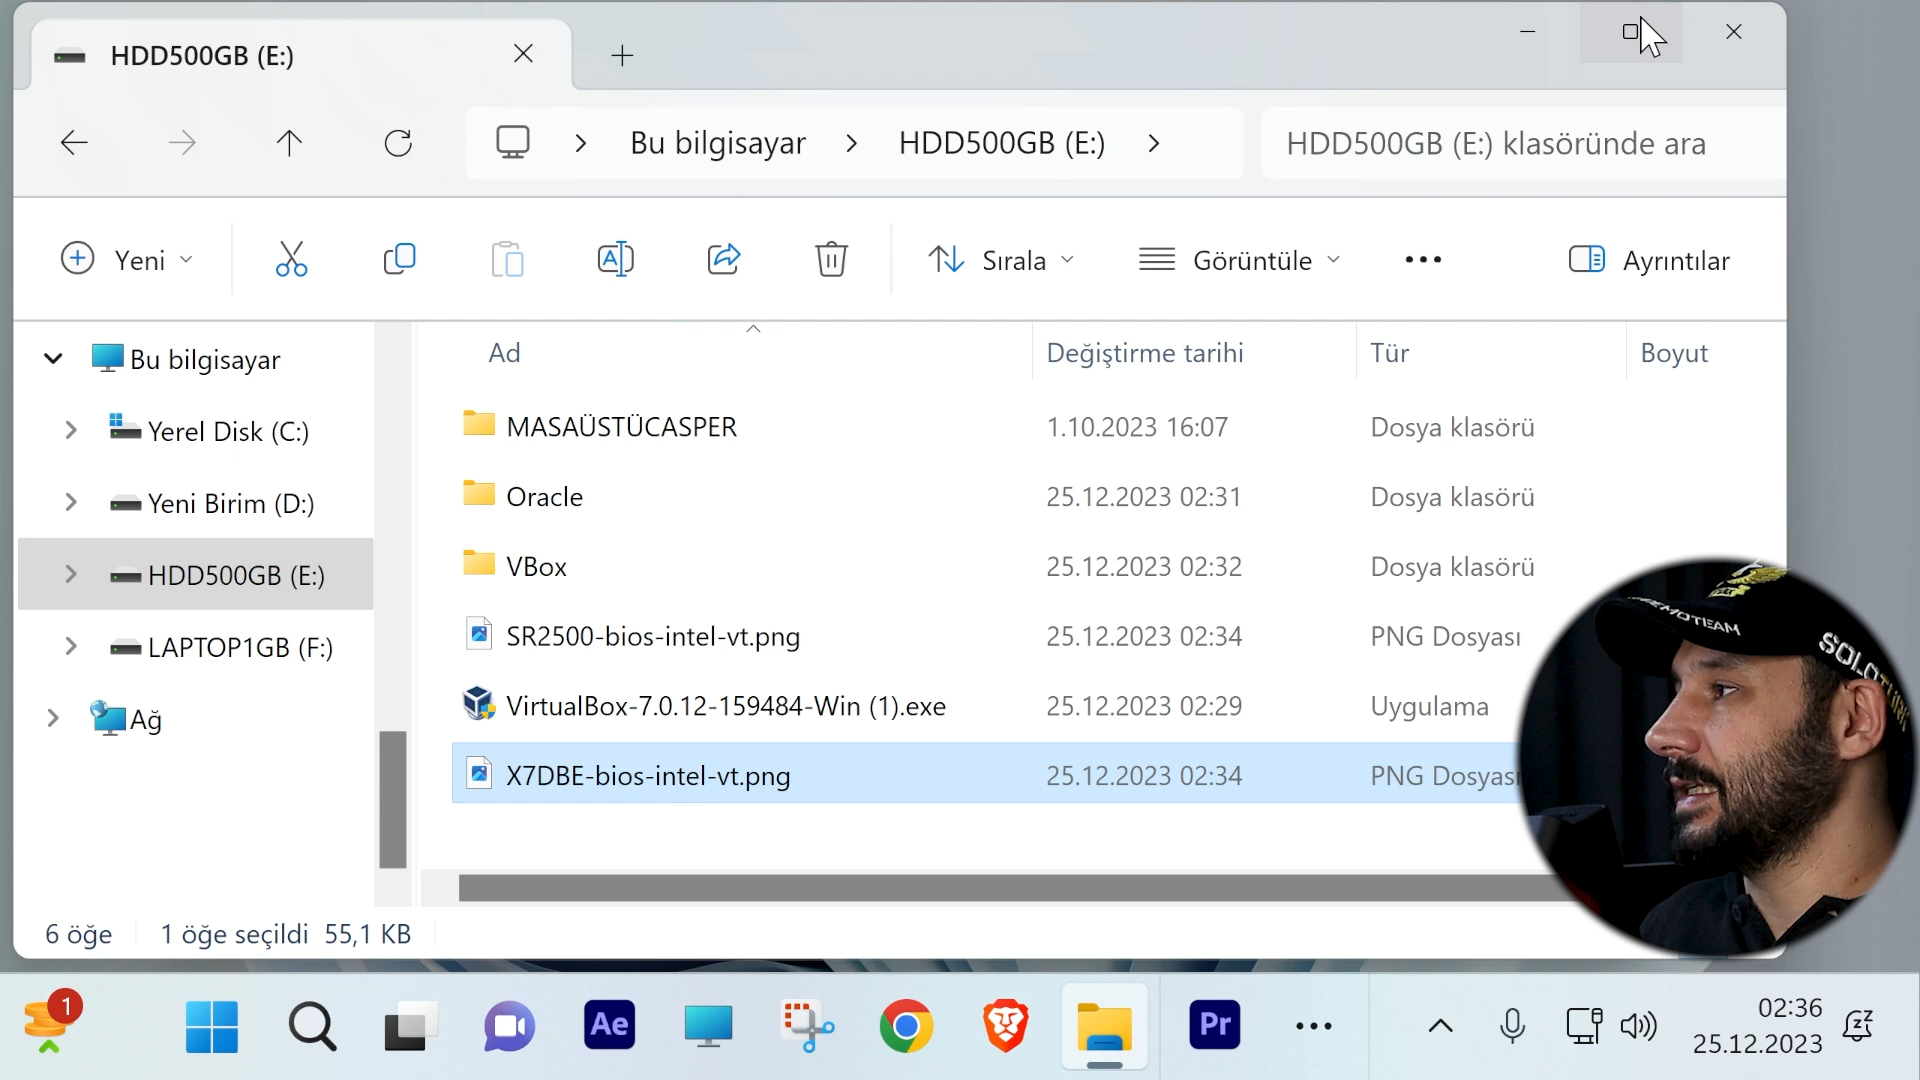 HDD500GB (E:)
Bu bilgisayar
HDD500GB (E:)
HDD500GB (E:) klasöründe ara
Yeni
Sırala
Görüntüle
Ayrıntılar
Bu bilgisayar
Yerel Disk (C:)
Yeni Birim (D:)
HDD500GB (E:)
LAPTOP1GB (F:)
Ağ
Ad Değiştirme tarihi Tür Boyut
MASAÜSTÜCASPER 1.10.2023 16:07 Dosya klasörü
Oracle 25.12.2023 02:31 Dosya klasörü
VBox 25.12.2023 02:32 Dosya klasörü
SR2500-bios-intel-vt.png 25.12.2023 02:34 PNG Dosyası
VirtualBox-7.0.12-159484-Win (1).exe 25.12.2023 02:29 Uygulama
X7DBE-bios-intel-vt.png 25.12.2023 02:34 PNG Dosyası
6 öğe 1 öğe seçildi 55,1 KB
1
Ae
Pr
02:36
25.12.2023